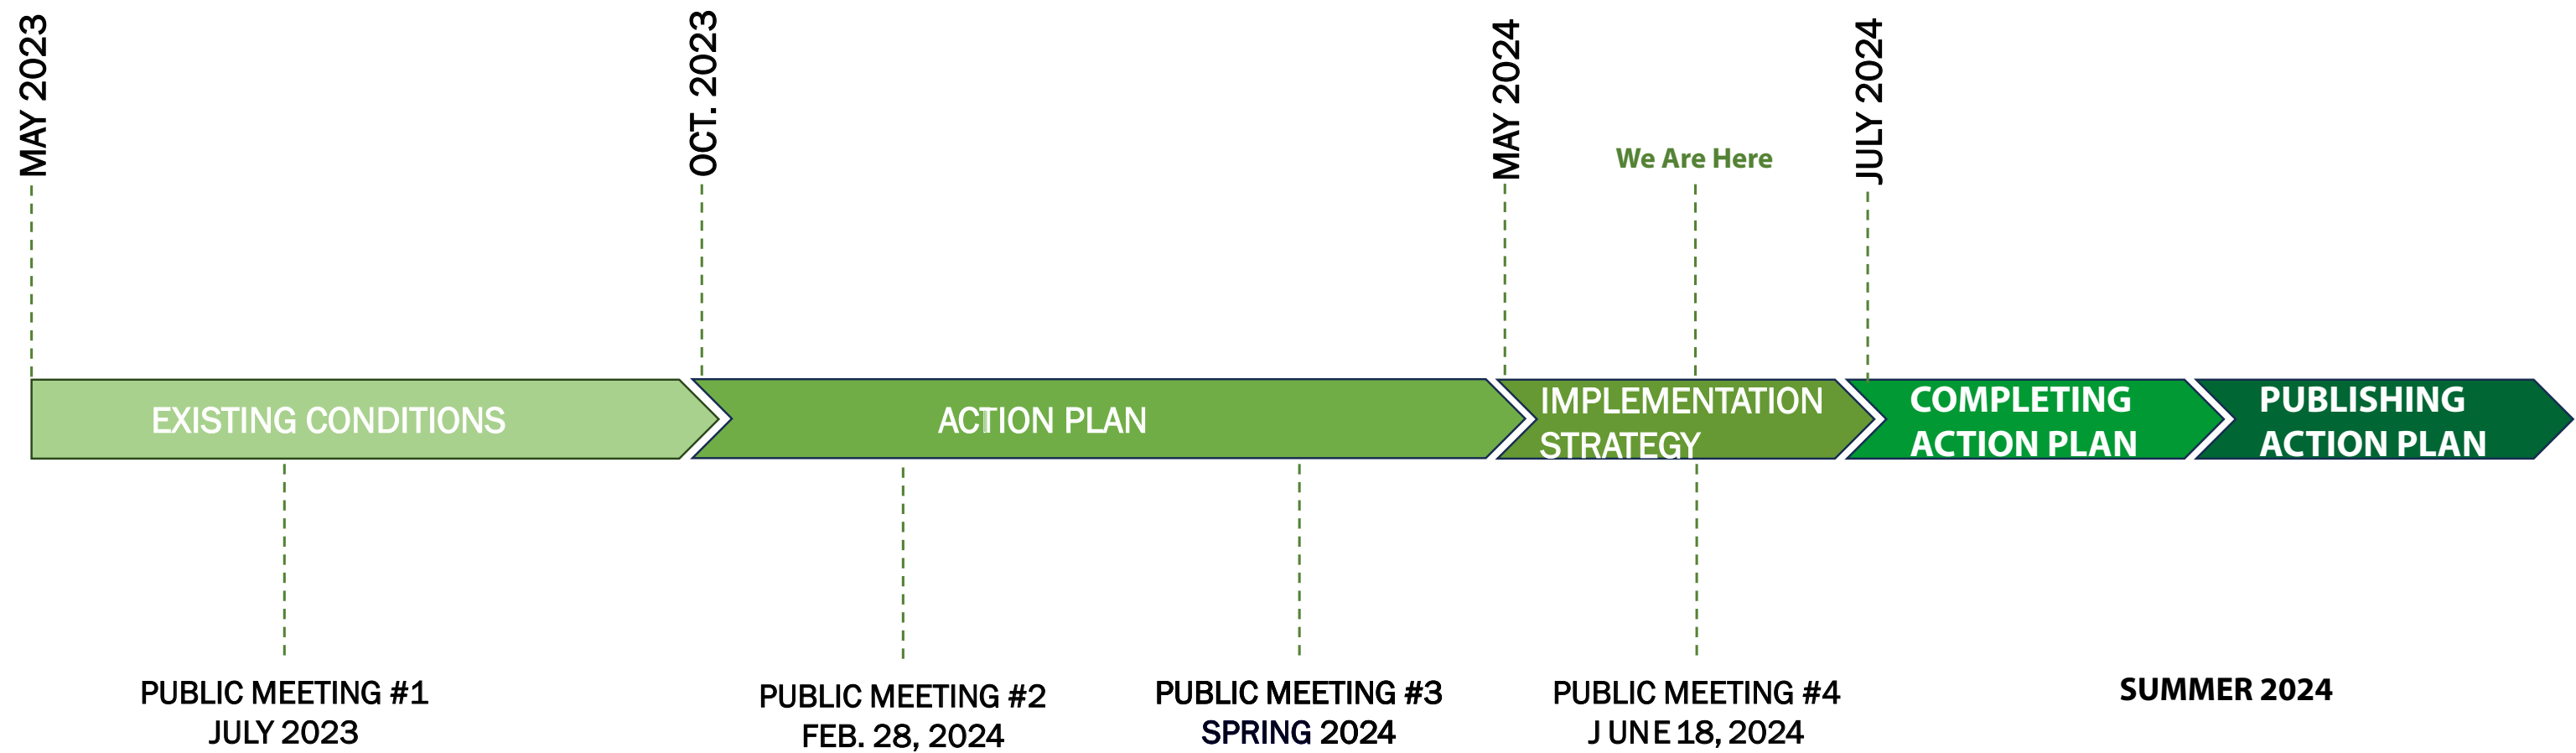 MAY 2023
OCT. 2023
MAY 2024
We Are Here
JULY 2024
EXISTING CONDITIONS
ACTION PLAN
IMPLEMENTATION
STRATEGY
COMPLETING
ACTION PLAN
PUBLISHING
ACTION PLAN
PUBLIC MEETING #1
JULY 2023
PUBLIC MEETING #2
FEB. 28, 2024
PUBLIC MEETING #3
SPRING 2024
PUBLIC MEETING #4
JUNE 18, 2024
SUMMER 2024